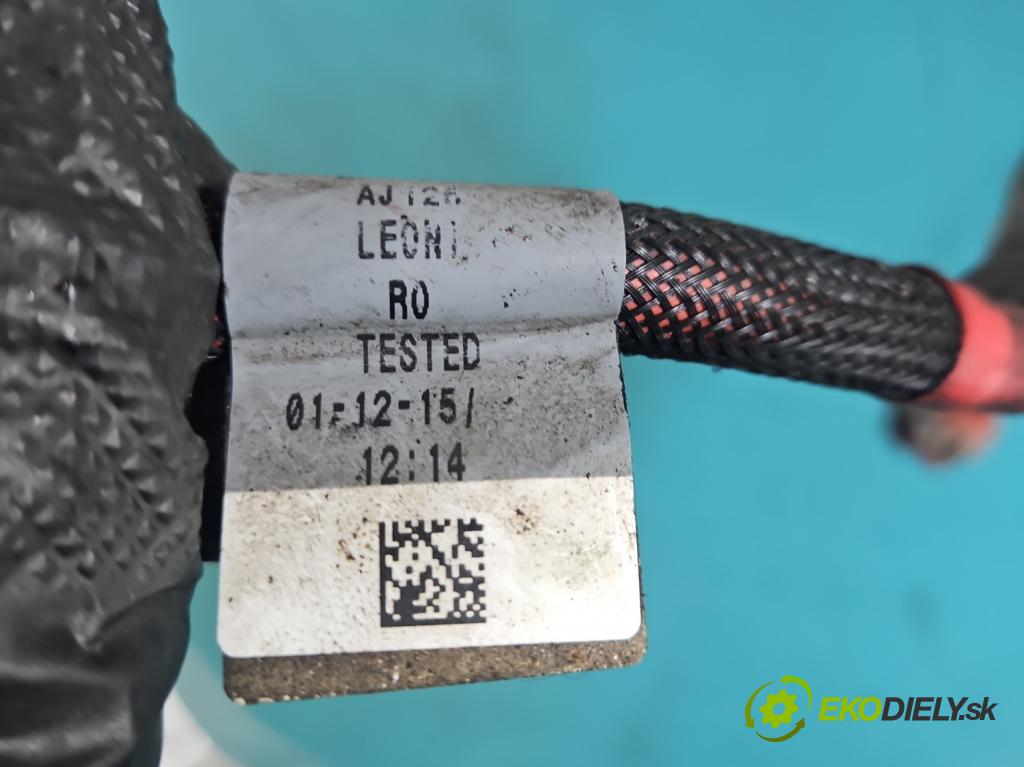 LEONI
RO
TESTED
01-12-15/
12:14
EKODIELY.sk